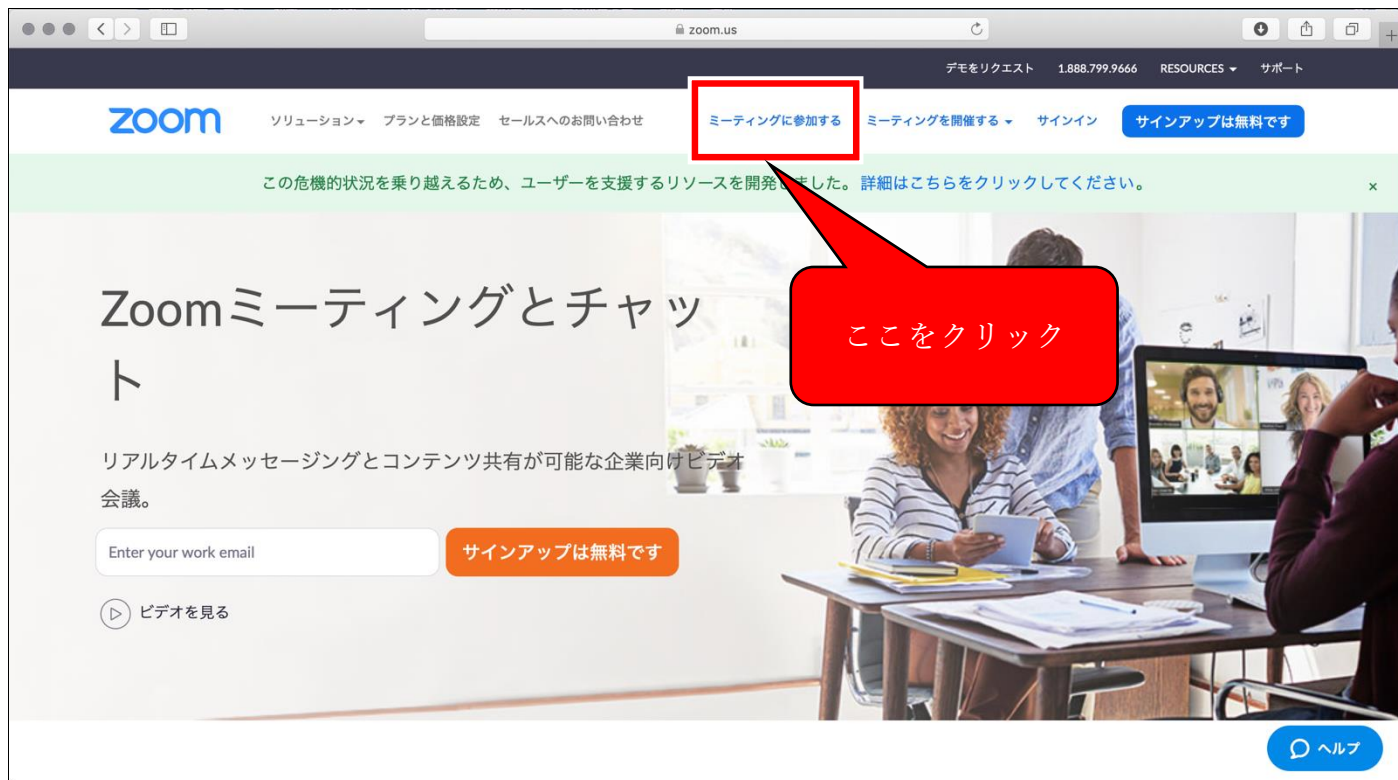 zoom.us
デモをリクエスト 1.888.799.9666 RESOURCES サポート
zoom ソリューション プランと価格設定 セールスへのお問い合わせ ミーティングに参加する ミーティングを開催する サインイン サインアップは無料です
この危機的状況を乗り越えるため、ユーザーを支援するリソースを開発しました。詳細はこちらをクリックしてください。 ×
ここをクリック
Zoomミーティングとチャッ
ト
リアルタイムメッセージングとコンテンツ共有が可能な企業向けビデオ
会議。
Enter your work email サインアップは無料です
ビデオを見る
ヘルプ